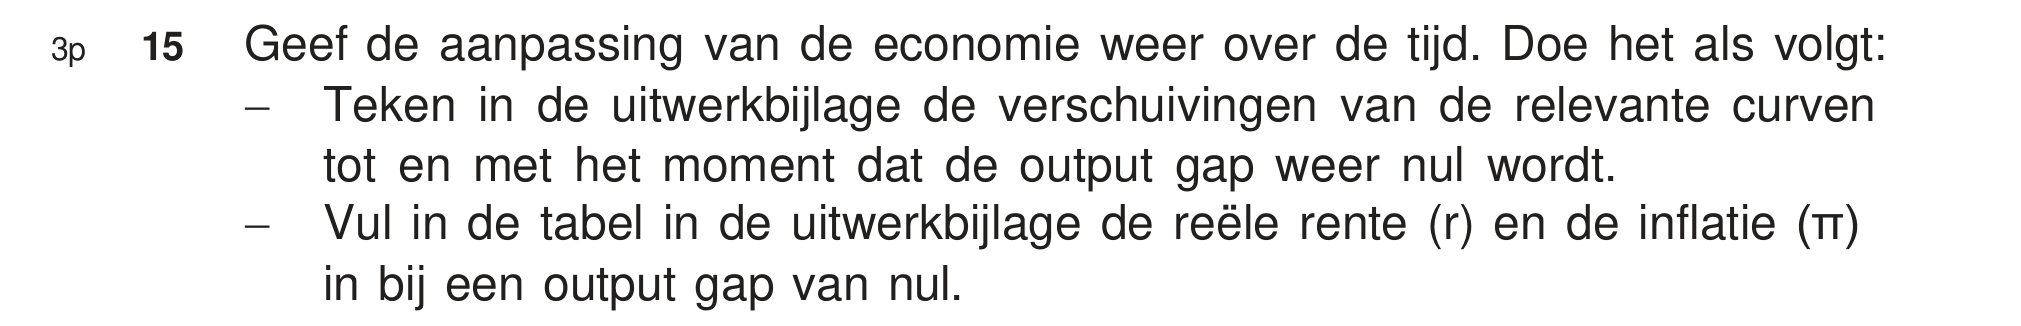 3p 15 Geef de aanpassing van de economie weer over de tijd. Doe het als volgt:
– Teken in de uitwerkbijlage de verschuivingen van de relevante curven
tot en met het moment dat de output gap weer nul wordt.
– Vul in de tabel in de uitwerkbijlage de reële rente (r) en de inflatie (π)
in bij een output gap van nul.